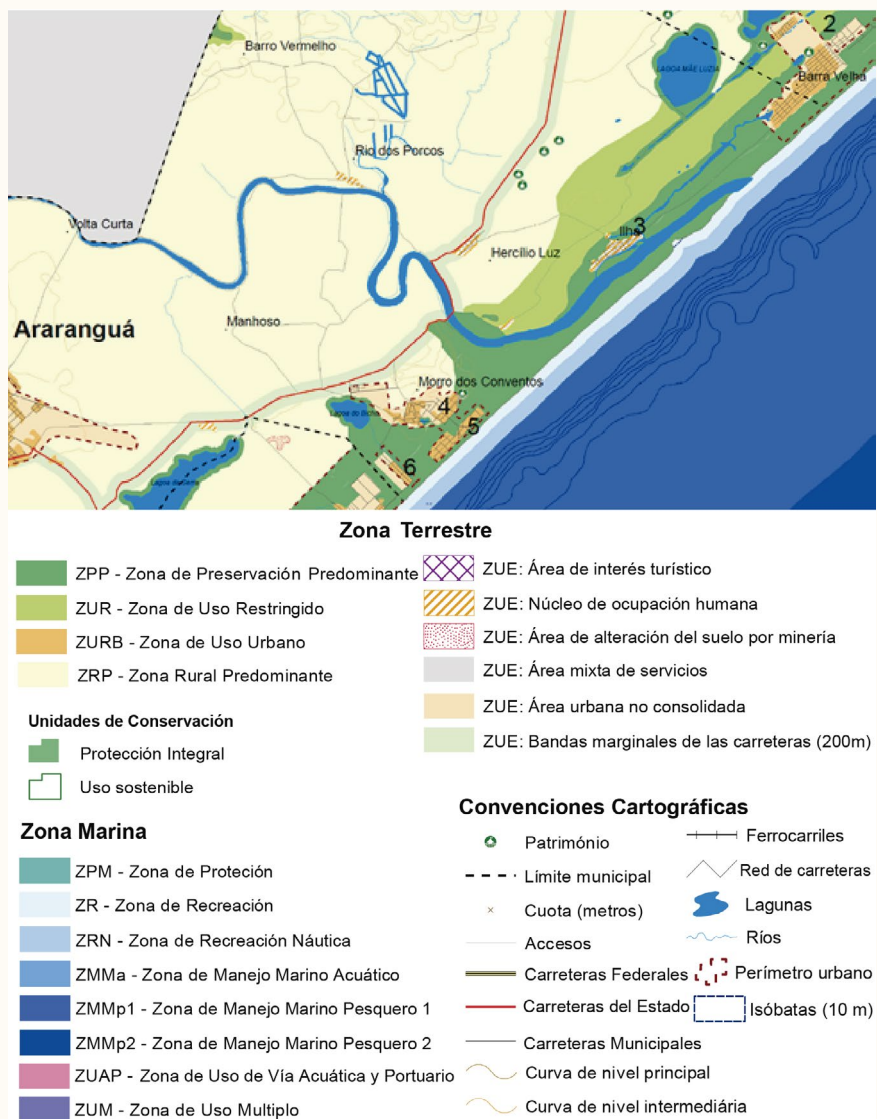 2
Barro Vermelho
LAGOA MÃE LUZIA
Barra Velha
Rio dos Porcos
Volta Curta
3
Ilha
Hercílio Luz
Manhoso
Araranguá
Morro dos Conventos
4
Lagoa do Bicho
5
6
Lagoa da Serra
Zona Terrestre
ZPP - Zona de Preservación Predominante
ZUR - Zona de Uso Restringido
ZURB - Zona de Uso Urbano
ZRP - Zona Rural Predominante
ZUE: Área de interés turístico
ZUE: Núcleo de ocupación humana
ZUE: Área de alteración del suelo por minería
ZUE: Área mixta de servicios
ZUE: Área urbana no consolidada
ZUE: Bandas marginales de las carreteras (200m)
Unidades de Conservación
Protección Integral
Uso sostenible
Zona Marina
ZPM - Zona de Proteción
ZR - Zona de Recreación
ZRN - Zona de Recreación Náutica
ZMMa - Zona de Manejo Marino Acuático
ZMMp1 - Zona de Manejo Marino Pesquero 1
ZMMp2 - Zona de Manejo Marino Pesquero 2
ZUAP - Zona de Uso de Vía Acuática y Portuario
ZUM - Zona de Uso Multiplo
Convenciones Cartográficas
Património
Límite municipal
Cuota (metros)
Accesos
Carreteras Federales
Carreteras del Estado
Carreteras Municipales
Curva de nivel principal
Curva de nivel intermediária
Ferrocarriles
Red de carreteras
Lagunas
Ríos
Perímetro urbano
Isóbatas (10 m)